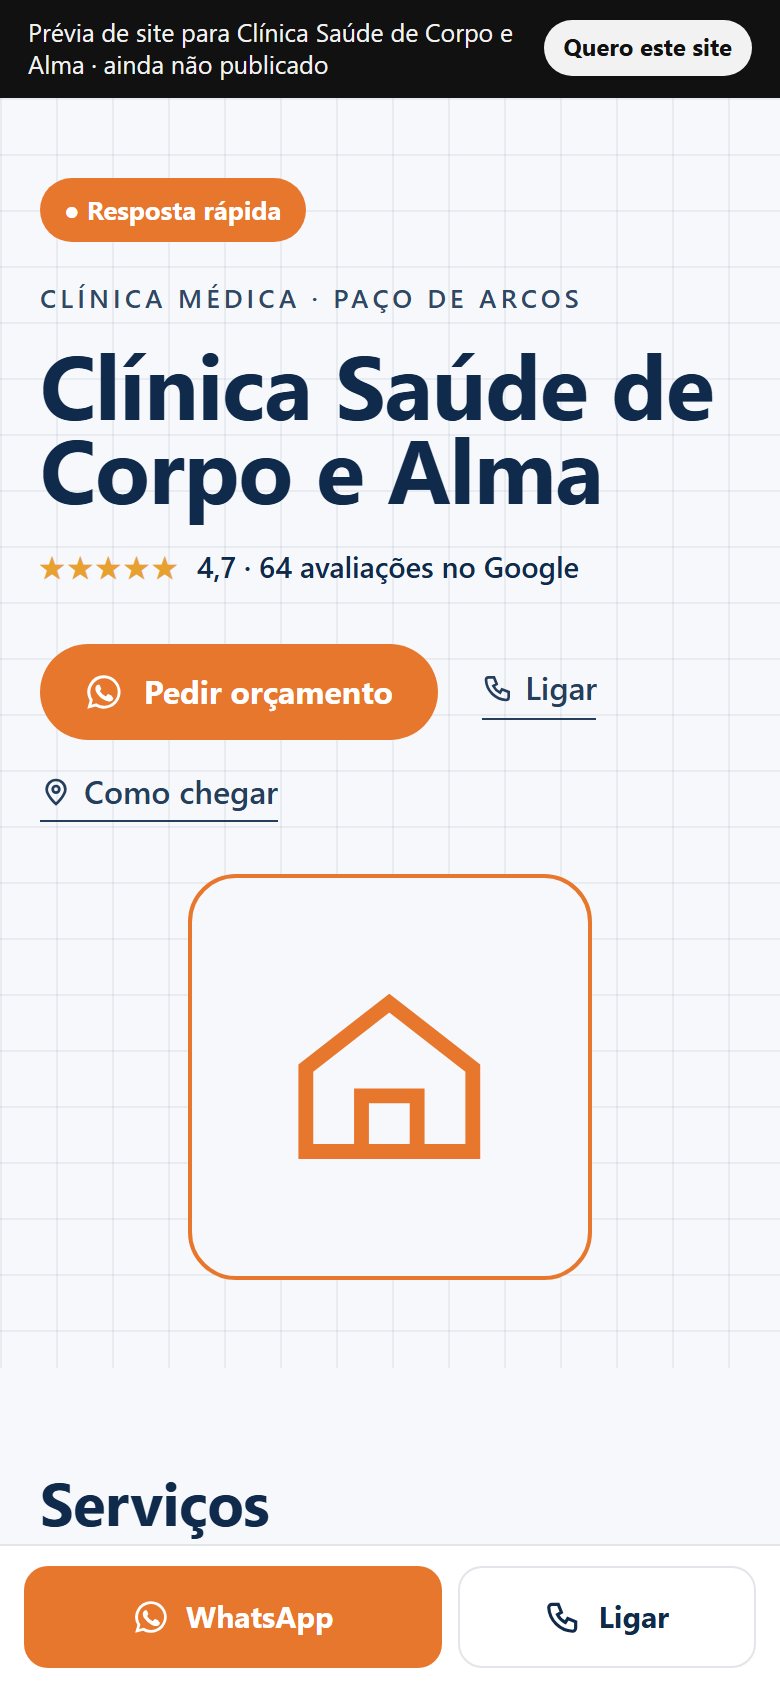 Prévia de site para Clínica Saúde de Corpo e
Alma · ainda não publicado
Quero este site
● Resposta rápida
CLÍNICA MÉDICA · PAÇO DE ARCOS
Clínica Saúde de
Corpo e Alma
★★★★★ 4,7 · 64 avaliações no Google
Pedir orçamento
Ligar
Como chegar
Serviços
WhatsApp
Ligar